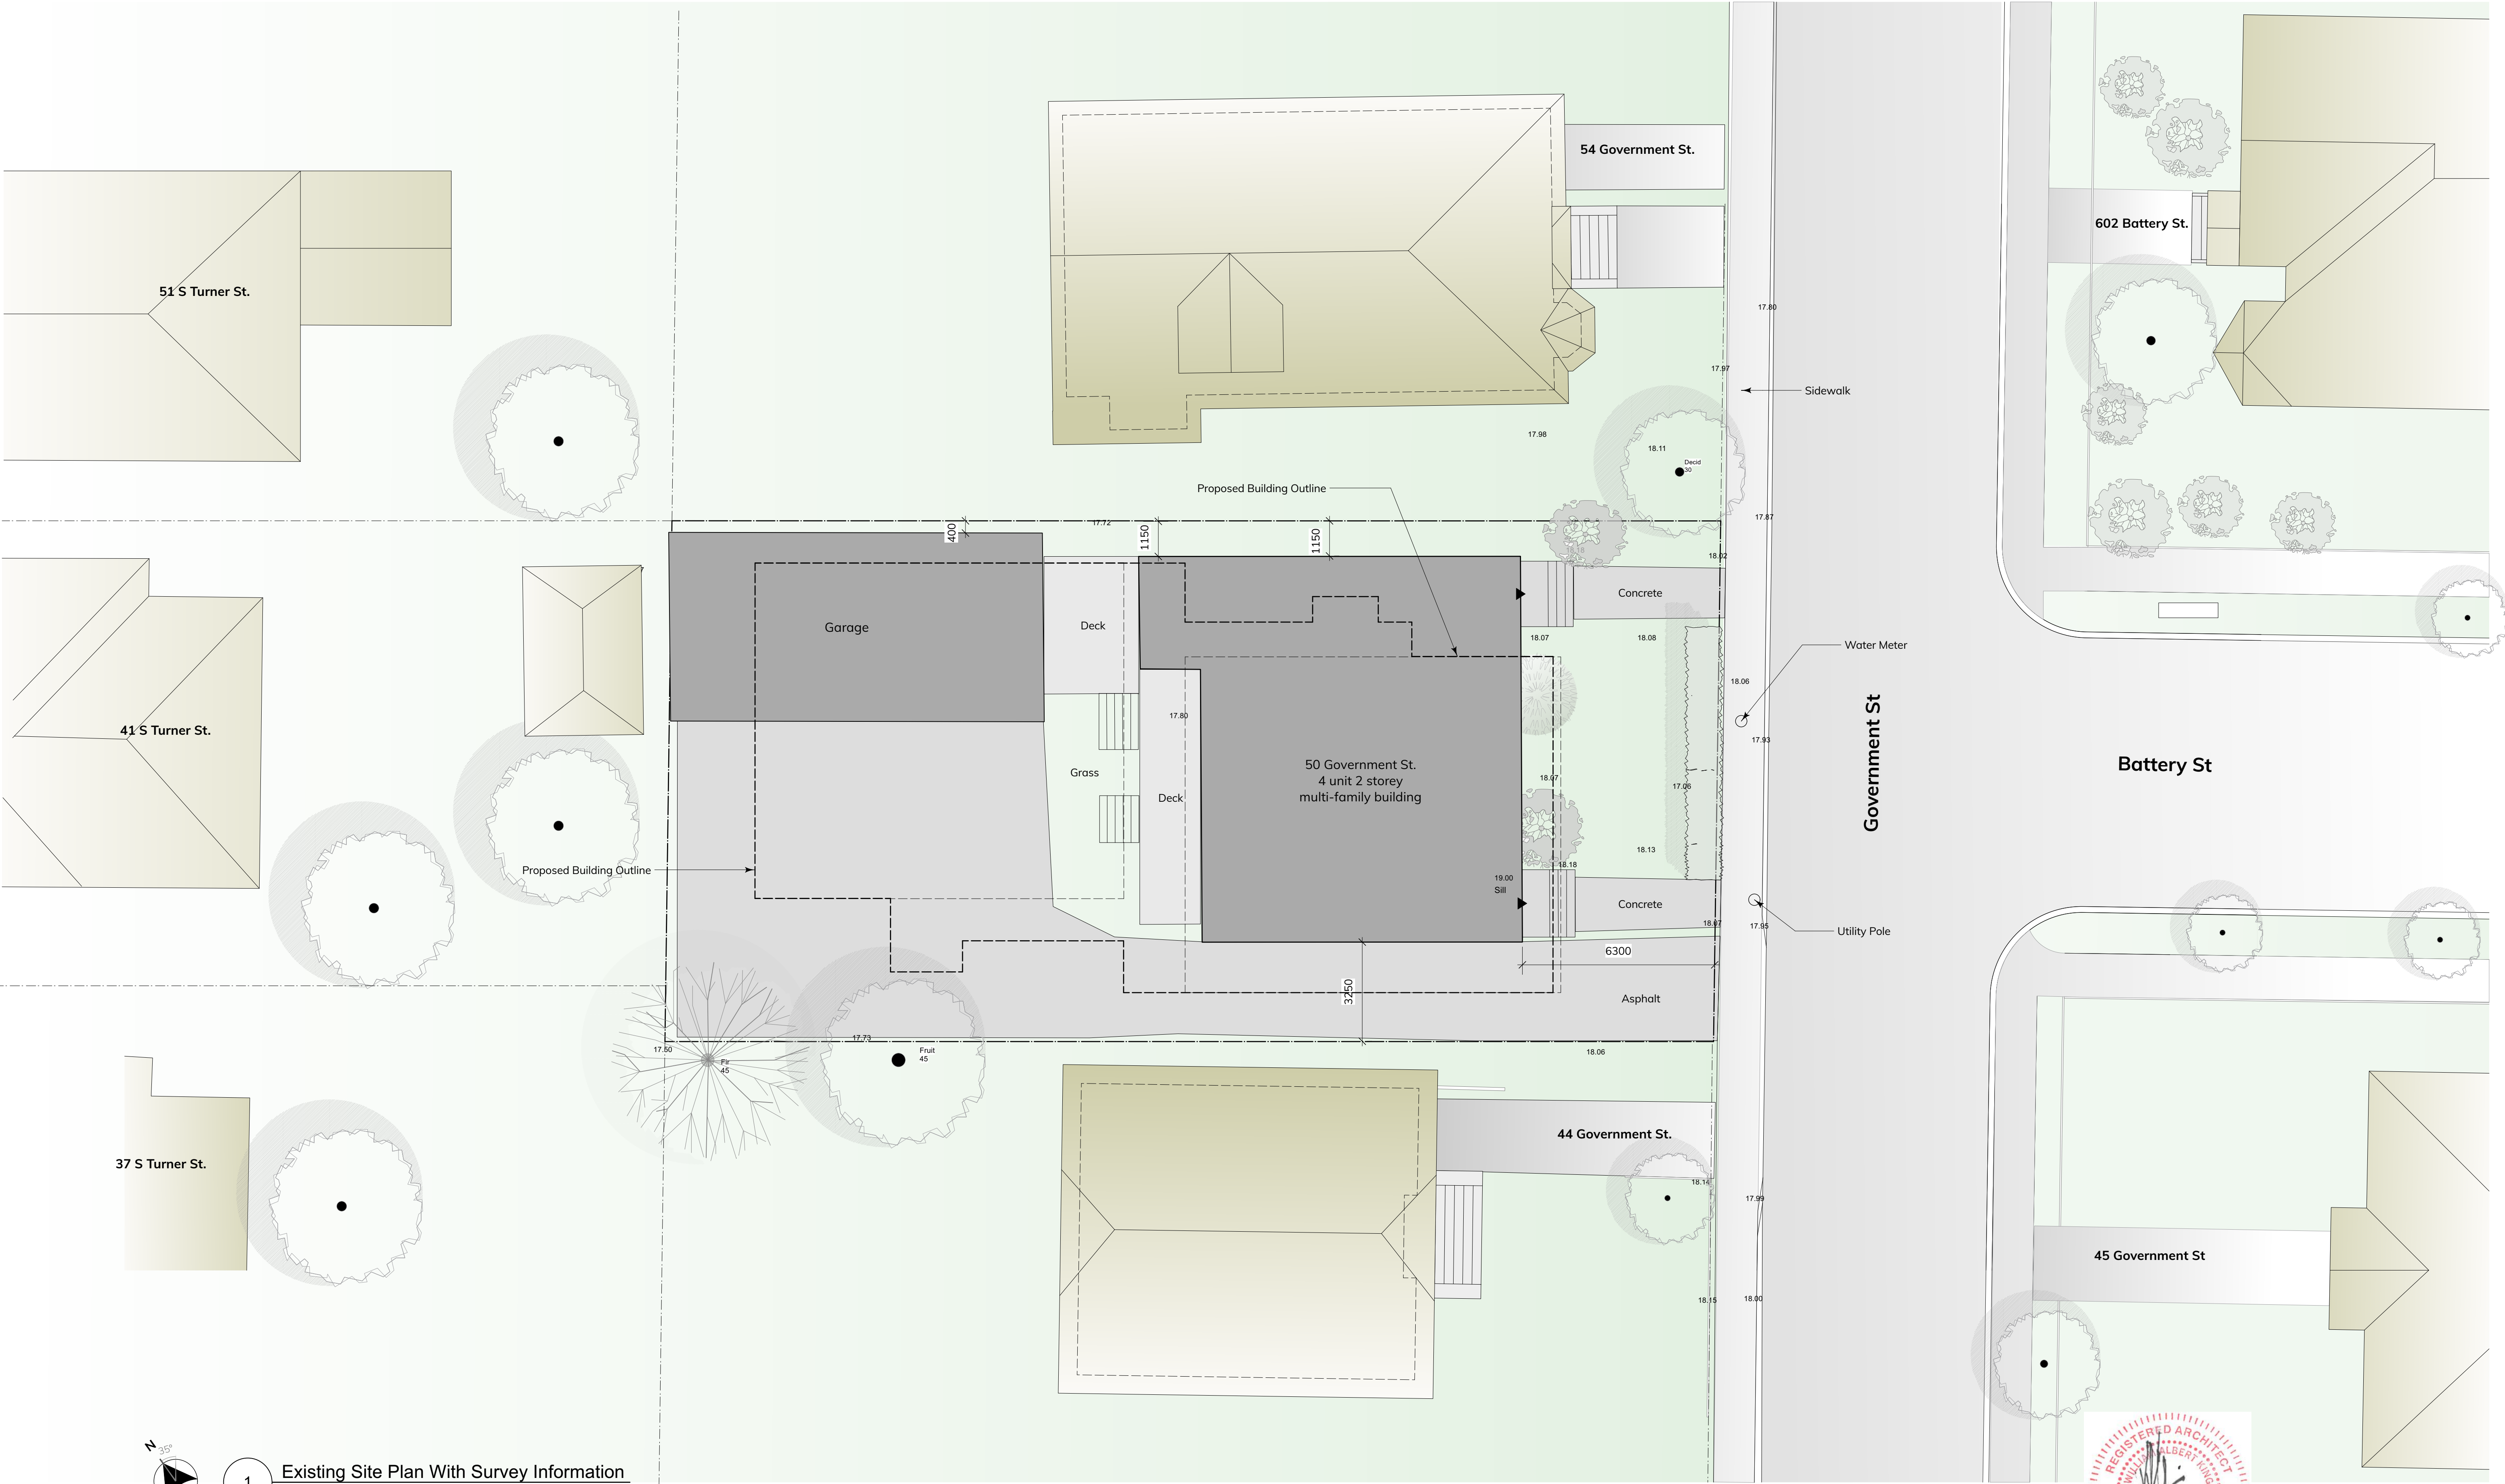 54 Government St.
602 Battery St.
51 S Turner St.
17.80
17.97
Sidewalk
17.98
18.11
Decid
30
Proposed Building Outline
17.87
17.72
400
1150
1150
18.18
18.02
Concrete
Garage
Deck
18.07
18.08
Water Meter
18.06
17.80
41 S Turner St.
17.93
Government St
Battery St
50 Government St.
4 unit 2 storey
multi-family building
Grass
18.07
17.06
Deck
18.13
18.18
Proposed Building Outline
19.00
Sill
Concrete
18.07
17.95
Utility Pole
6300
3250
Asphalt
17.73
17.50
Fir
45
Fruit
45
18.06
44 Government St.
37 S Turner St.
18.14
17.99
45 Government St
18.15
18.00
N
35°
1
Existing Site Plan With Survey Information
REGISTERED ARCHITECT